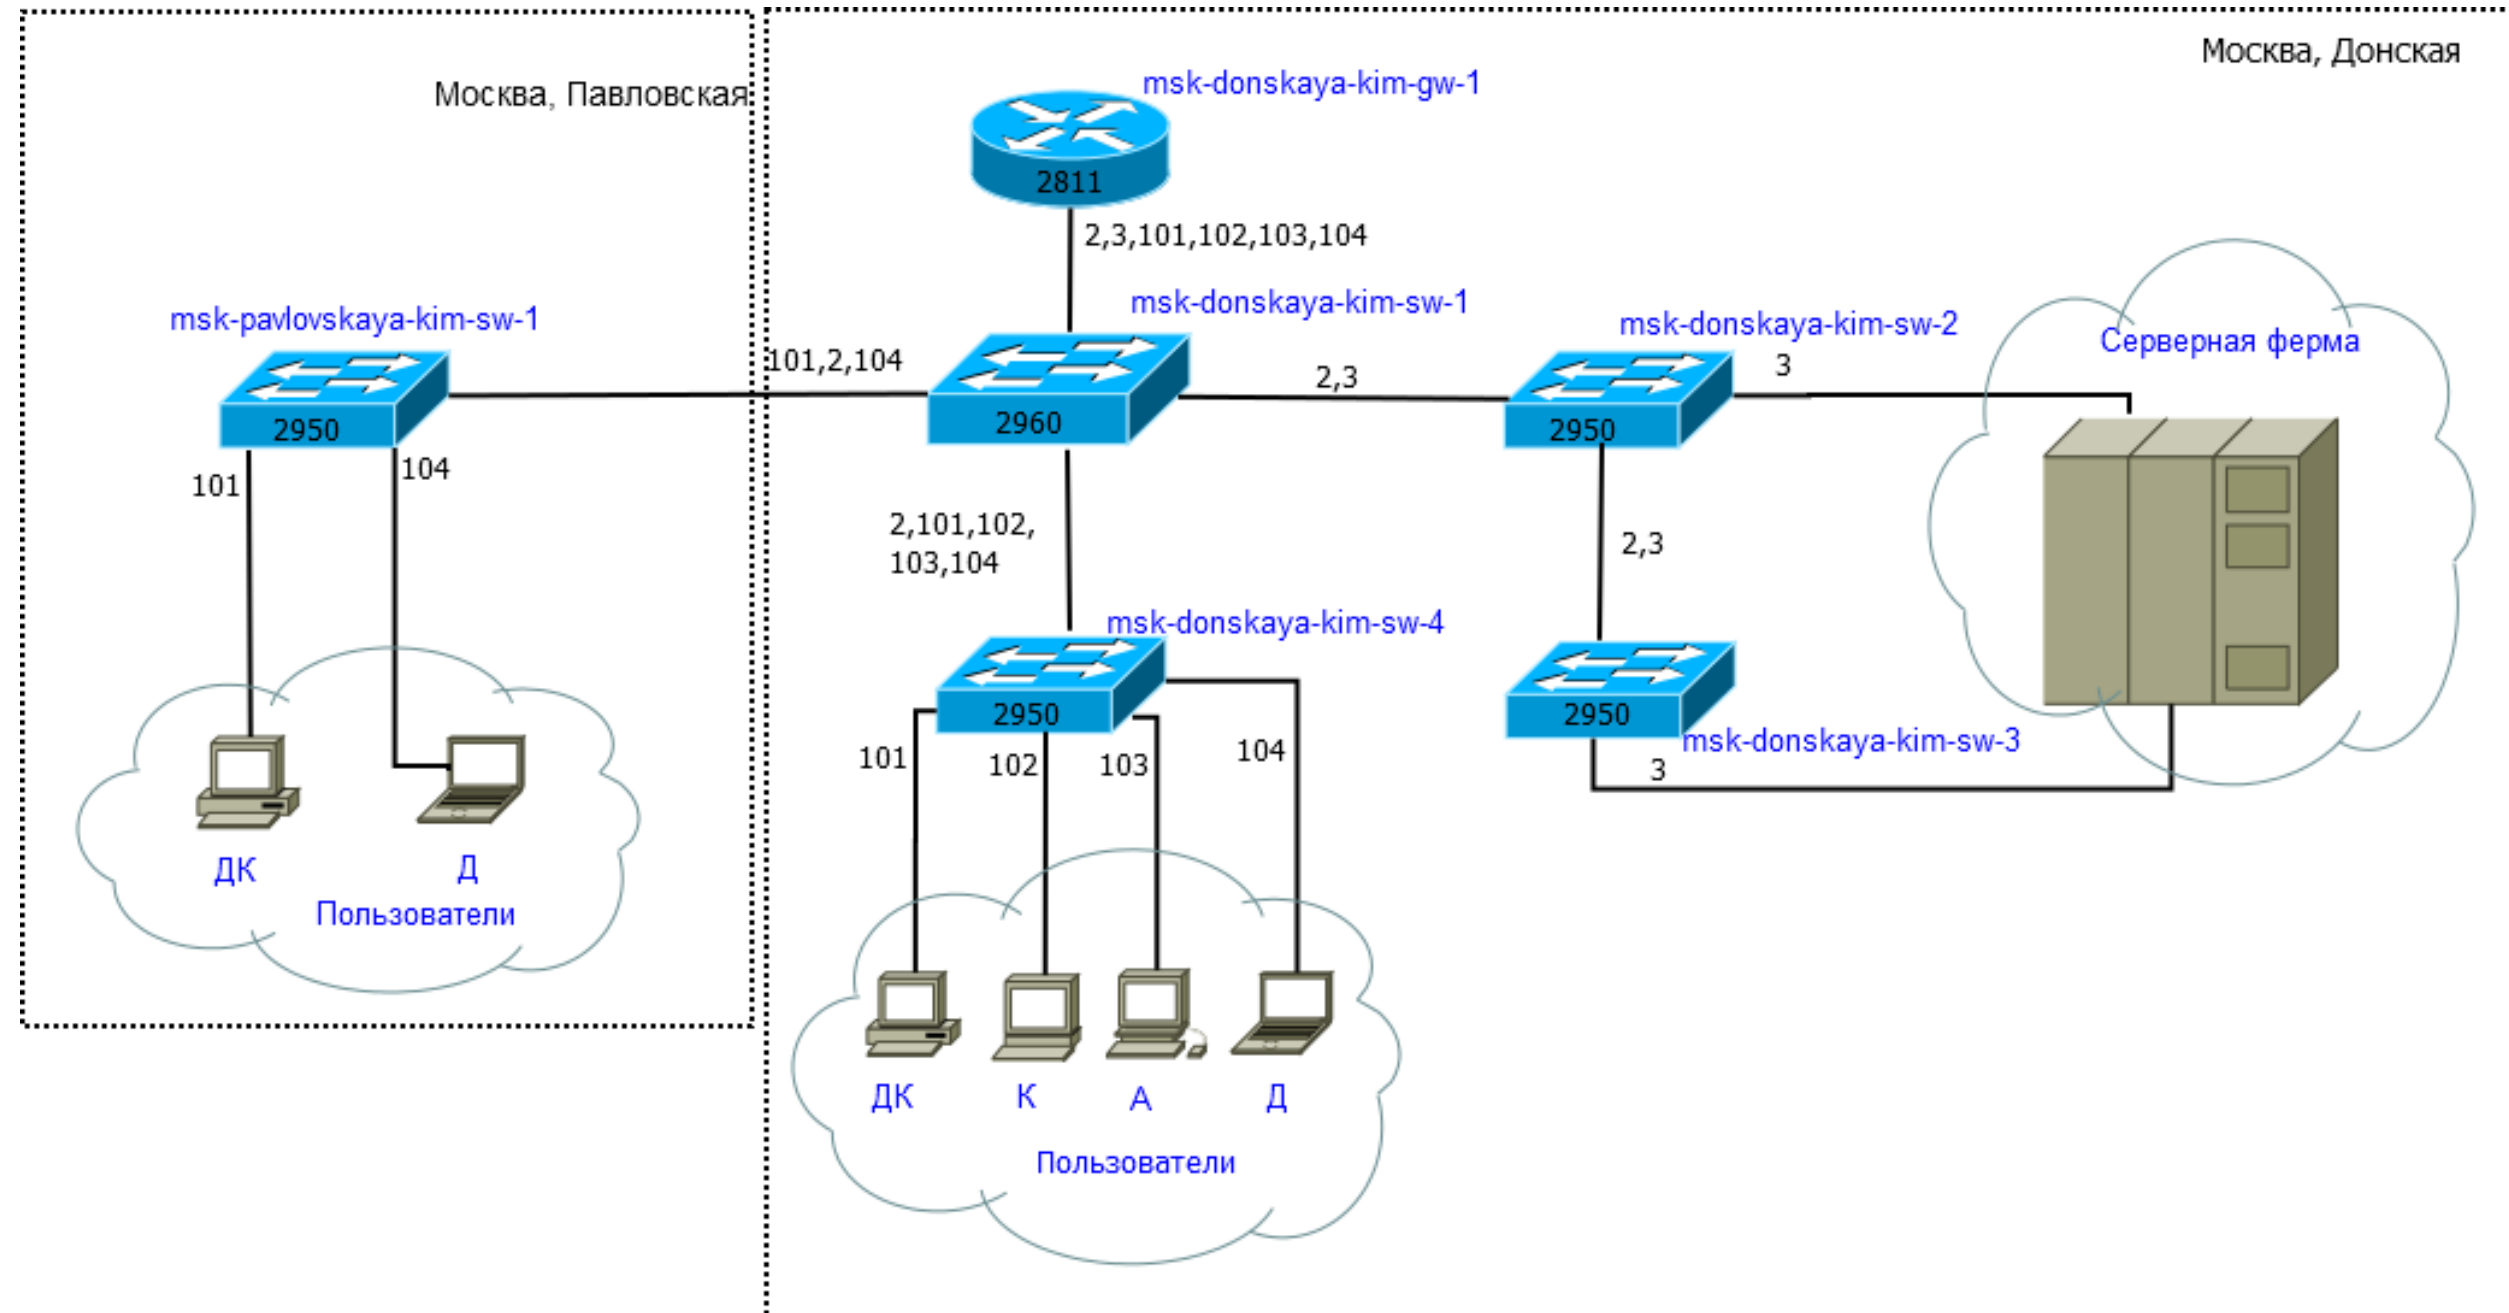 Москва, Донская
msk-donskaya-kim-gw-1
Москва, Павловская
2811
2,3,101,102,103,104
msk-donskaya-kim-sw-1
msk-pavlovskaya-kim-sw-1
msk-donskaya-kim-sw-2
Серверная ферма
101,2,104
2,3
3
2950
2960
2950
101
104
2,101,102,
103,104
2,3
msk-donskaya-kim-sw-4
2950
2950
msk-donskaya-kim-sw-3
101
102
103
104
3
ДК
Д
Пользователи
ДК
К
А
Д
Пользователи